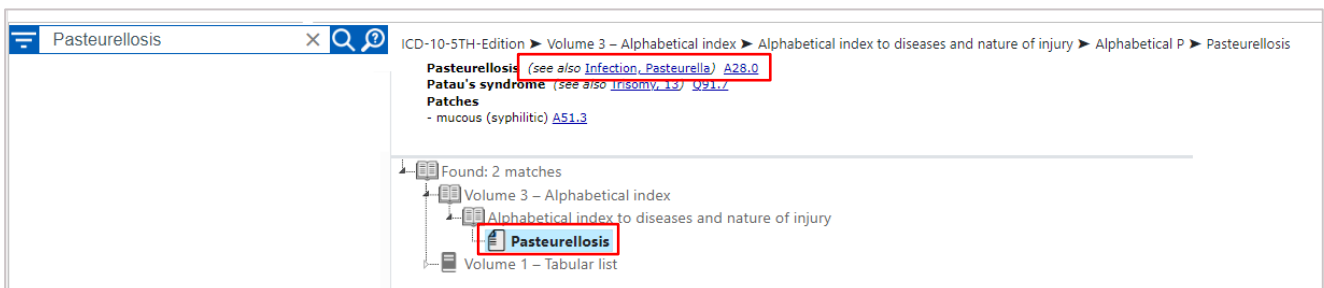 Pasteurellosis
ICD-10-5TH-Edition ➤ Volume 3 – Alphabetical index ➤ Alphabetical index to diseases and nature of injury ➤ Alphabetical P ➤ Pasteurellosis
Pasteurellosis (see also Infection, Pasteurella) A28.0
Patau's syndrome (see also Trisomy, 13) Q91.7
Patches
- mucous (syphilitic) A51.3
Found: 2 matches
Volume 3 – Alphabetical index
Alphabetical index to diseases and nature of injury
Pasteurellosis
Volume 1 – Tabular list